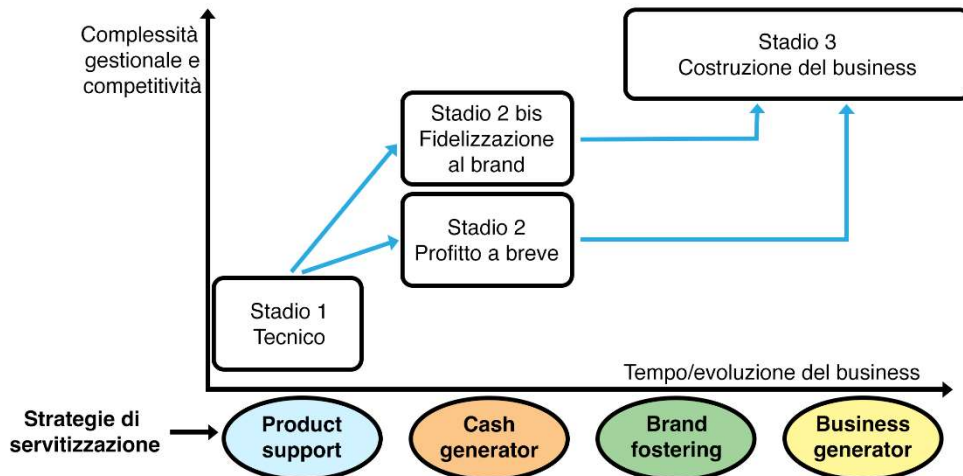 Complessità
gestionale e
competitività
Stadio 3
Costruzione del business
Stadio 2 bis
Fidelizzazione
al brand
Stadio 2
Profitto a breve
Stadio 1
Tecnico
Tempo/evoluzione del business
Strategie di
servitizzazione
Product
support
Cash
generator
Brand
fostering
Business
generator